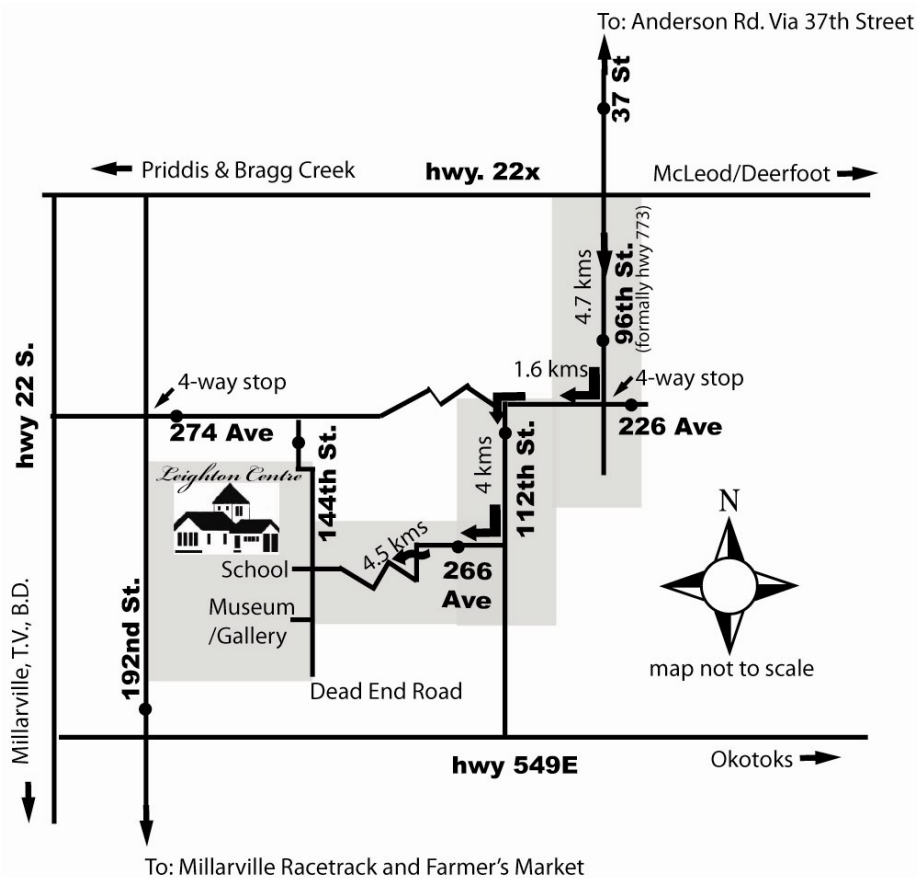 To: Anderson Rd. Via 37th Street
37 St
Priddis & Bragg Creek
hwy. 22x
McLeod/Deerfoot
4.7 kms
96th St.
(formally hwy 773)
hwy 22 S.
4-way stop
1.6 kms
4-way stop
274 Ave
226 Ave
Leighton Centre
144th St.
4 kms
112th St.
4.5 kms
266
Ave
School
Museum
/Gallery
N
map not to scale
192nd St.
Dead End Road
Millarville, T.V., B.D.
hwy 549E
Okotoks
To: Millarville Racetrack and Farmer's Market